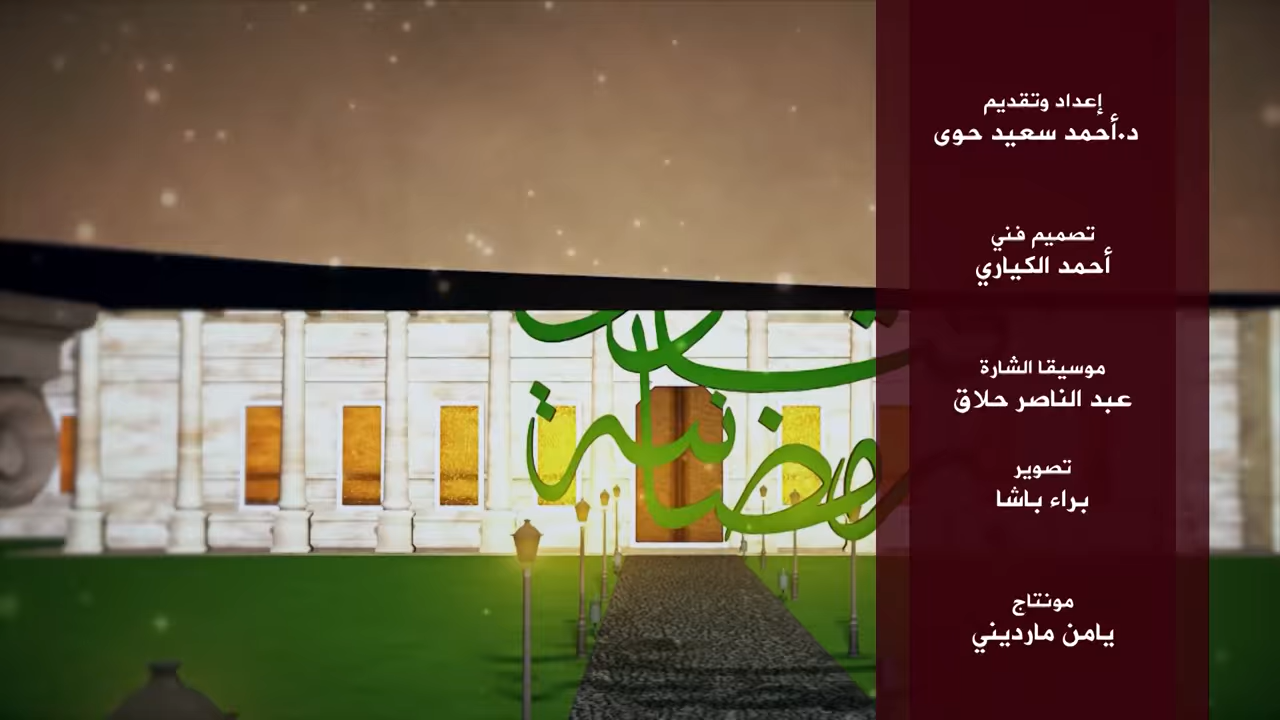 إعداد وتقديم
د.أحمد سعيد حوى
تصميم فني
أحمد الكياري
موسيقا الشارة
عبد الناصر حلاق
تصوير
براء باشا
مونتاج
يامن مارديني
رمضانية